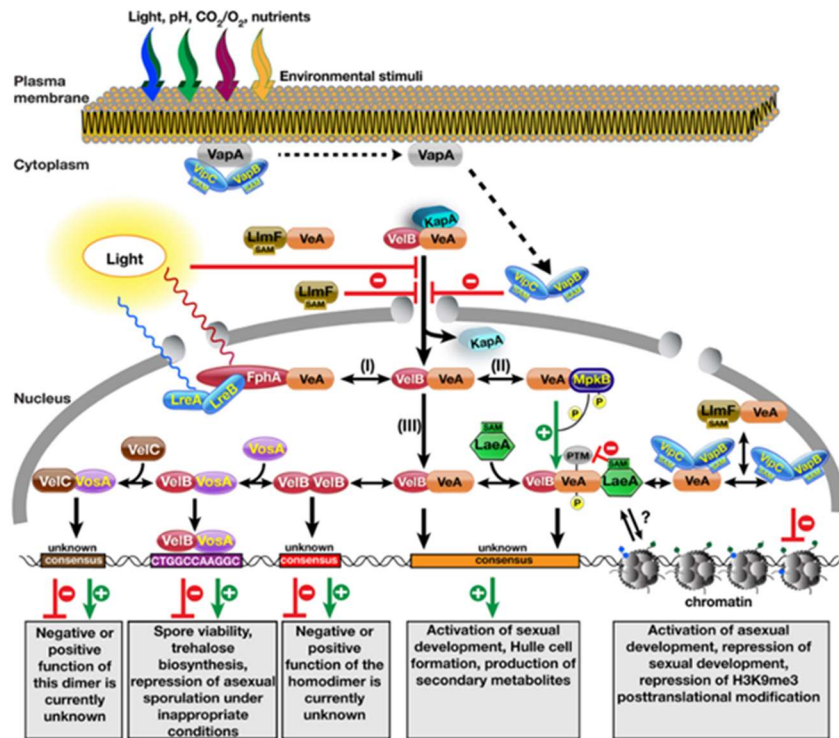 Light, pH, CO2/O2, nutrients
Environmental stimuli
Plasma
membrane
Cytoplasm
VapA
VipC
SAM
VapB
SAM
VapA
KapA
VelB
VeA
LlmF
SAM
VeA
Light
LlmF
SAM
VipC
SAM
VapB
SAM
KapA
Nucleus
FphA
VeA
LreA
LreB
(I)
VelB
VeA
(II)
VeA
MpkB
P
P
(III)
LlmF
SAM
VeA
VelC
VosA
SAM
LaeA
PTM
VelC
VosA
VelB
VosA
VelB
VelB
VelB
VeA
VelB
VeA
P
SAM
LaeA
VipC
SAM
VapB
SAM
VeA
VipC
SAM
VapB
SAM
?
unknown
consensus
VelB
VosA
CTGGCCAAGGC
unknown
consensus
unknown
consensus
chromatin
Negative or
positive
function of
this dimer is
currently
unknown
Spore viability,
trehalose
biosynthesis,
repression of asexual
sporulation under
inappropriate
conditions
Negative or
positive
function of the
homodimer is
currently
unknown
Activation of sexual
development, Hulle cell
formation, production of
secondary metabolites
Activation of asexual
development, repression of
sexual development,
repression of H3K9me3
posttranslational modification